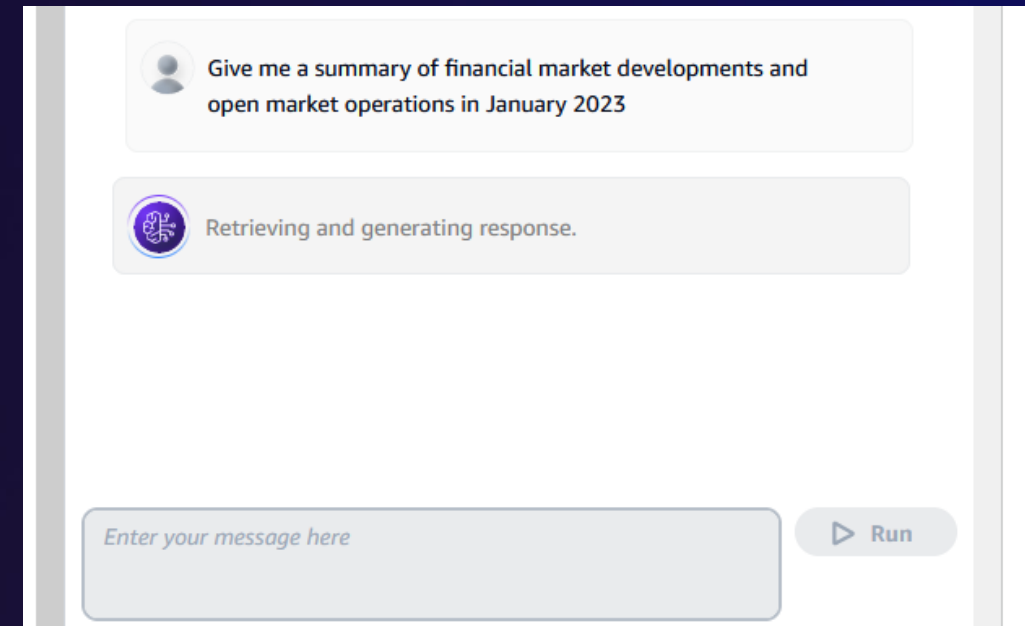 Give me a summary of financial market developments and
open market operations in January 2023
Retrieving and generating response.
Enter your message here
Run